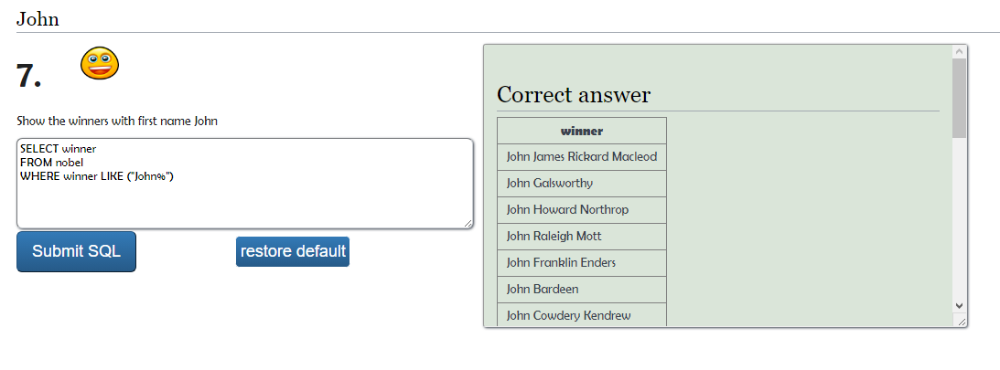 John
7.
Show the winners with first name John
SELECT winner
FROM nobel
WHERE winner LIKE ("John%")
Submit SQL
restore default
Correct answer
winner
John James Rickard Macleod
John Galsworthy
John Howard Northrop
John Raleigh Mott
John Franklin Enders
John Bardeen
John Cowdery Kendrew